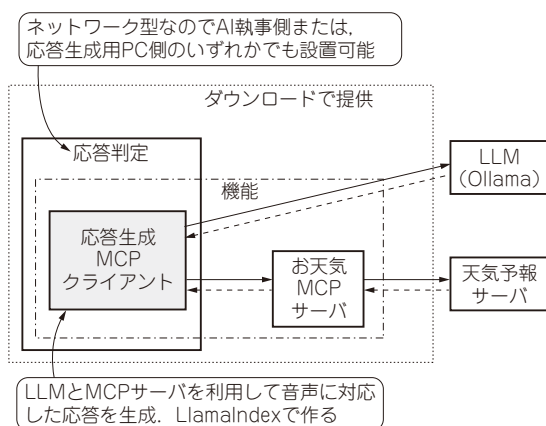 ネットワーク型なのでAI執事側または，
応答生成用PC側のいずれかでも設置可能
ダウンロードで提供
応答判定
LLM
（Ollama）
機能
応答生成
MCP
クライアント
お天気
MCP
サーバ
天気予報
サーバ
LLMとMCPサーバを利用して音声に対応
した応答を生成．LlamaIndexで作る